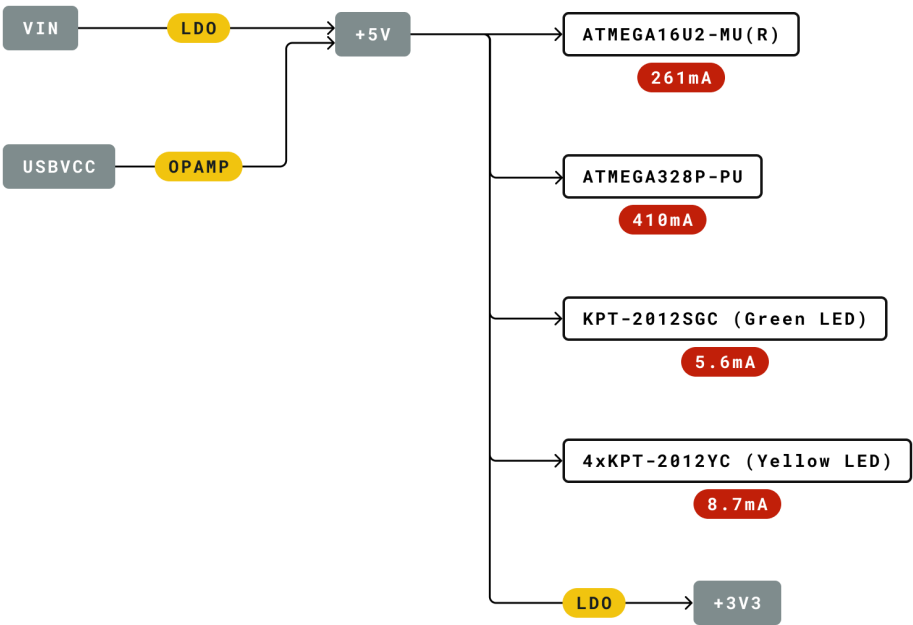 VIN
LDO
+5V
ATMEGA16U2-MU(R)
261mA
USBVCC
OPAMP
ATMEGA328P-PU
410mA
KPT-2012SGC (Green LED)
5.6mA
4xKPT-2012YC (Yellow LED)
8.7mA
LDO
+3V3